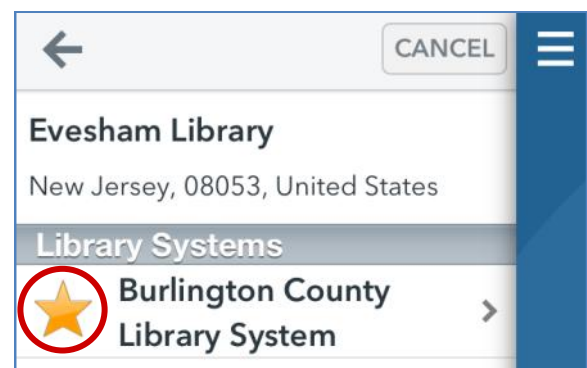 CANCEL
Evesham Library
New Jersey, 08053, United States
Library Systems
Burlington County
Library System